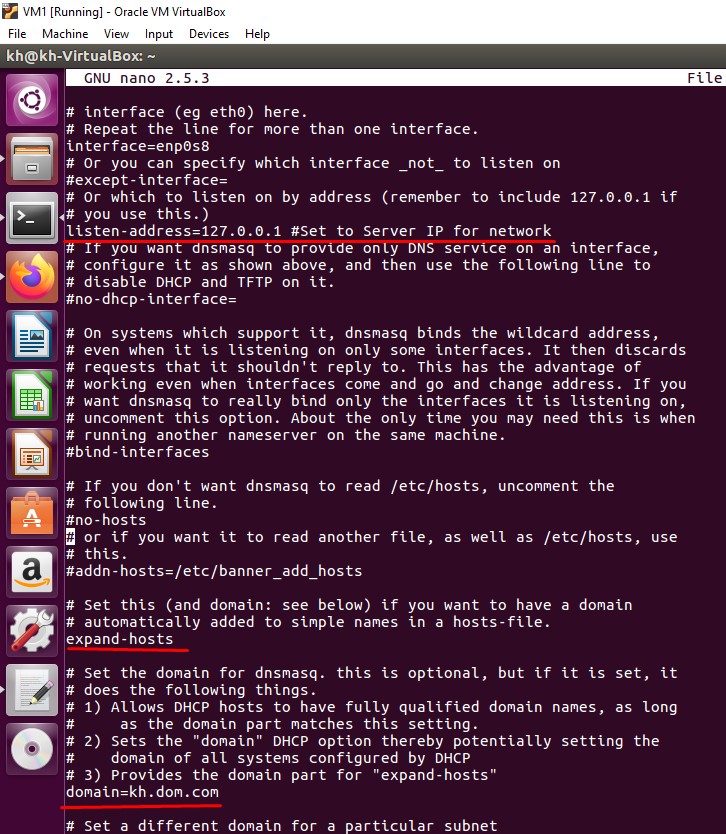 VM1 [Running] - Oracle VM VirtualBox
File Machine View Input Devices Help
kh@kh-VirtualBox: ~
GNU nano 2.5.3 File
# interface (eg eth0) here.
# Repeat the line for more than one interface.
interface=enp0s8
# Or you can specify which interface _not_ to listen on
#except-interface=
# Or which to listen on by address (remember to include 127.0.0.1 if
# you use this.)
listen-address=127.0.0.1 #Set to Server IP for network
# If you want dnsmasq to provide only DNS service on an interface,
# configure it as shown above, and then use the following line to
# disable DHCP and TFTP on it.
#no-dhcp-interface=
# On systems which support it, dnsmasq binds the wildcard address,
# even when it is listening on only some interfaces. It then discards
# requests that it shouldn't reply to. This has the advantage of
# working even when interfaces come and go and change address. If you
# want dnsmasq to really bind only the interfaces it is listening on,
# uncomment this option. About the only time you may need this is when
# running another nameserver on the same machine.
#bind-interfaces
# If you don't want dnsmasq to read /etc/hosts, uncomment the
# following line.
#no-hosts
# or if you want it to read another file, as well as /etc/hosts, use
# this.
#addn-hosts=/etc/banner_add_hosts
# Set this (and domain: see below) if you want to have a domain
# automatically added to simple names in a hosts-file.
expand-hosts
# Set the domain for dnsmasq. this is optional, but if it is set, it
# does the following things.
# 1) Allows DHCP hosts to have fully qualified domain names, as long
#     as the domain part matches this setting.
# 2) Sets the "domain" DHCP option thereby potentially setting the
#    domain of all systems configured by DHCP
# 3) Provides the domain part for "expand-hosts"
domain=kh.dom.com
# Set a different domain for a particular subnet